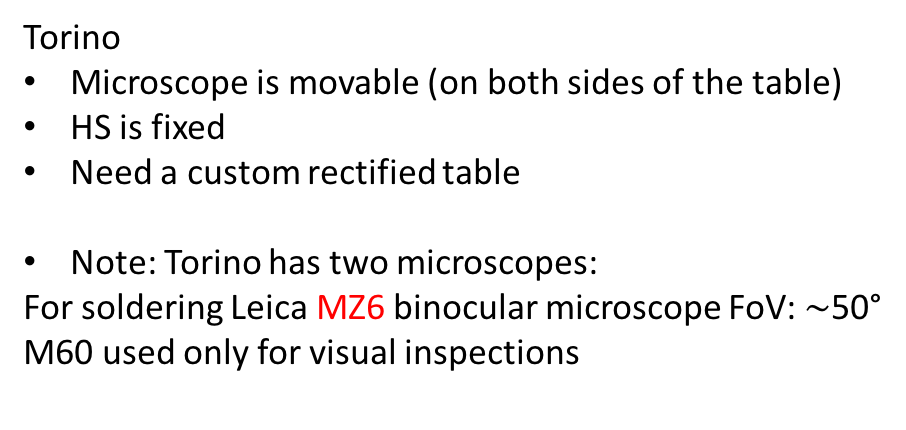 Torino
• Microscope is movable (on both sides of the table)
• HS is fixed
• Need a custom rectified table
• Note: Torino has two microscopes:
For soldering Leica MZ6 binocular microscope FoV: ~50°
M60 used only for visual inspections